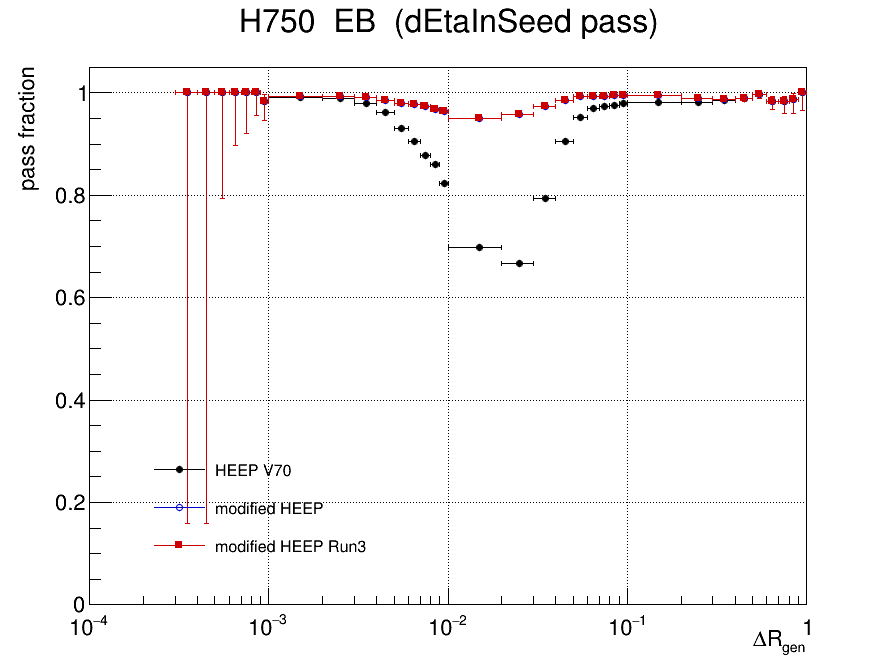 H750 EB (dEtaInSeed pass)
pass fraction
1
0.8
0.6
0.4
0.2
0
HEEP V70
modified HEEP
modified HEEP Run3
10⁻⁴ 10⁻³ 10⁻² 10⁻¹ 1
ΔR_gen